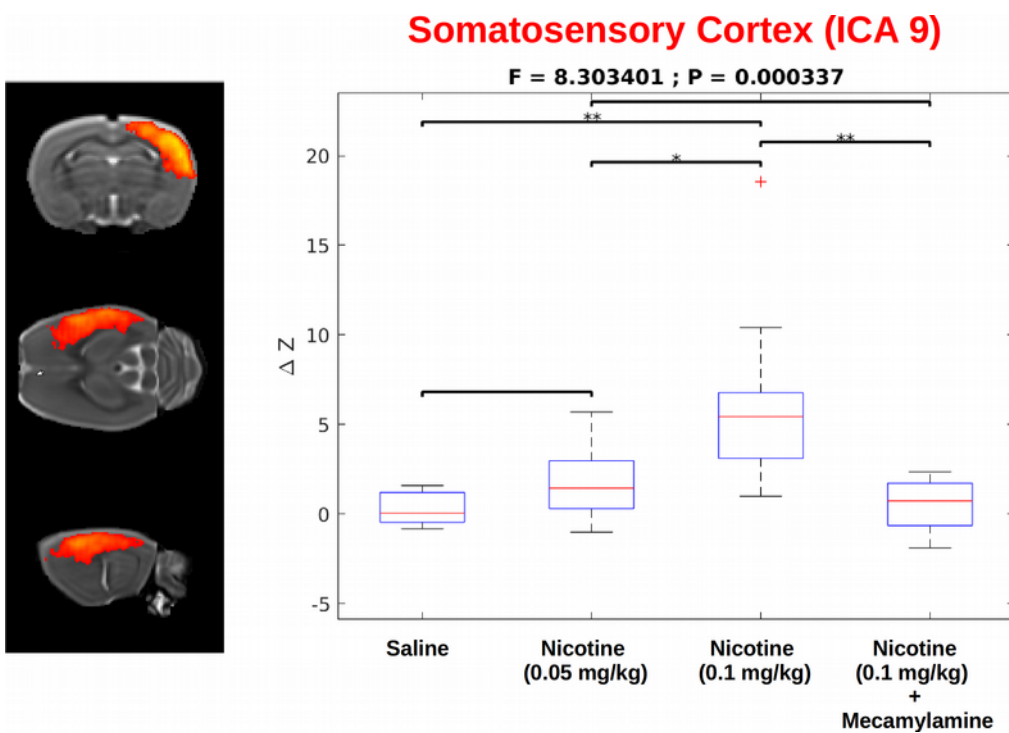 Somatosensory Cortex (ICA 9)
F = 8.303401 ; P = 0.000337
**
**
*
+
20
15
10
5
0
-5
Δ Z
Saline
Nicotine
(0.05 mg/kg)
Nicotine
(0.1 mg/kg)
Nicotine
(0.1 mg/kg)
+
Mecamylamine